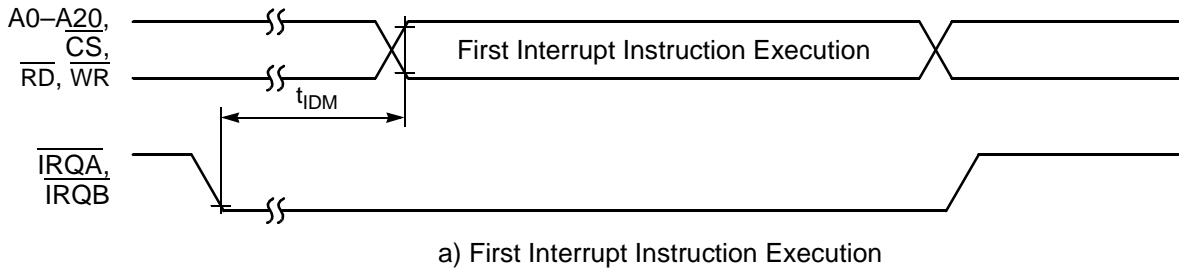 A0–A20,
CS,
RD, WR
First Interrupt Instruction Execution
tIDM
IRQA,
IRQB
a) First Interrupt Instruction Execution